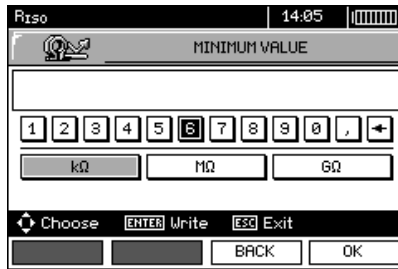 RISO 14:05
MINIMUM VALUE
1 2 3 4 5 6 7 8 9 0 ,
kΩ MΩ GΩ
Choose ENTER Write ESC Exit
BACK OK